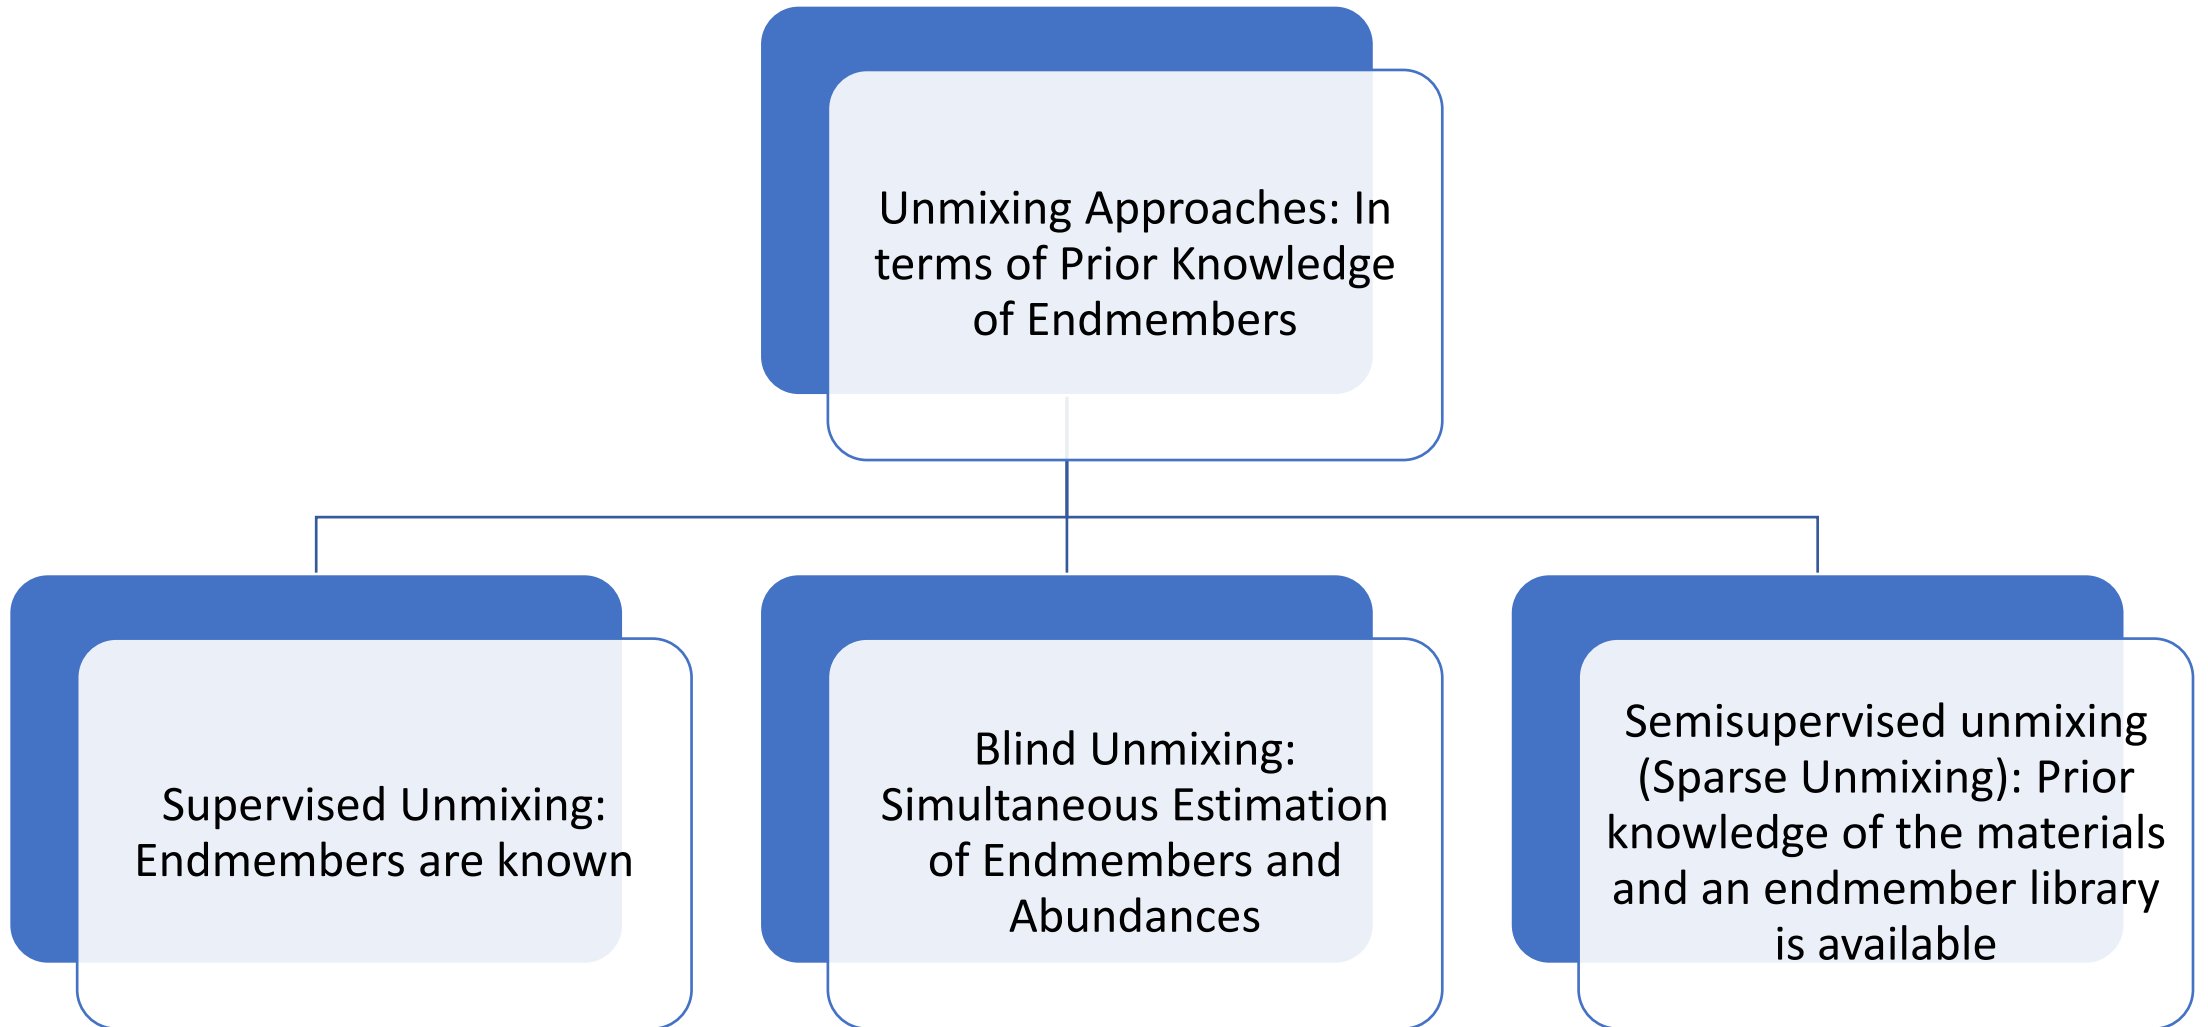 Unmixing Approaches: In
terms of Prior Knowledge
of Endmembers
Supervised Unmixing:
Endmembers are known
Blind Unmixing:
Simultaneous Estimation
of Endmembers and
Abundances
Semisupervised unmixing
(Sparse Unmixing): Prior
knowledge of the materials
and an endmember library
is available